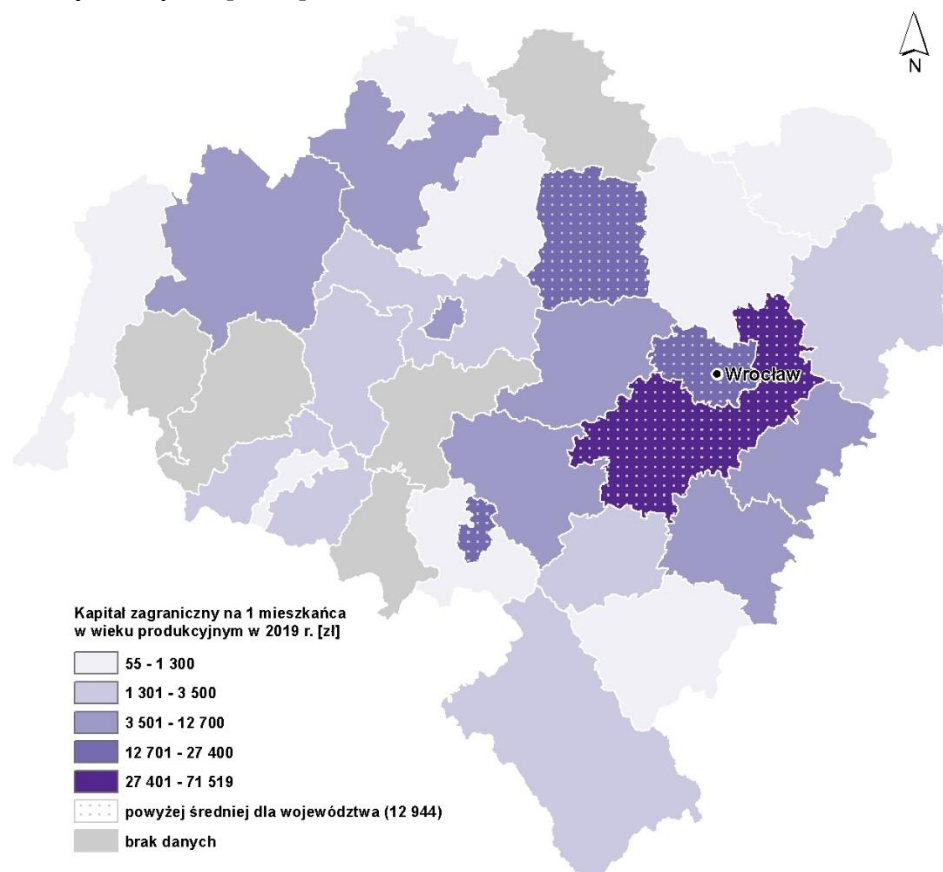 N
Wrocław
Kapitał zagraniczny na 1 mieszkańca
w wieku produkcyjnym w 2019 r. [zł]
55 - 1 300
1 301 - 3 500
3 501 - 12 700
12 701 - 27 400
27 401 - 71 519
powyżej średniej dla województwa (12 944)
brak danych